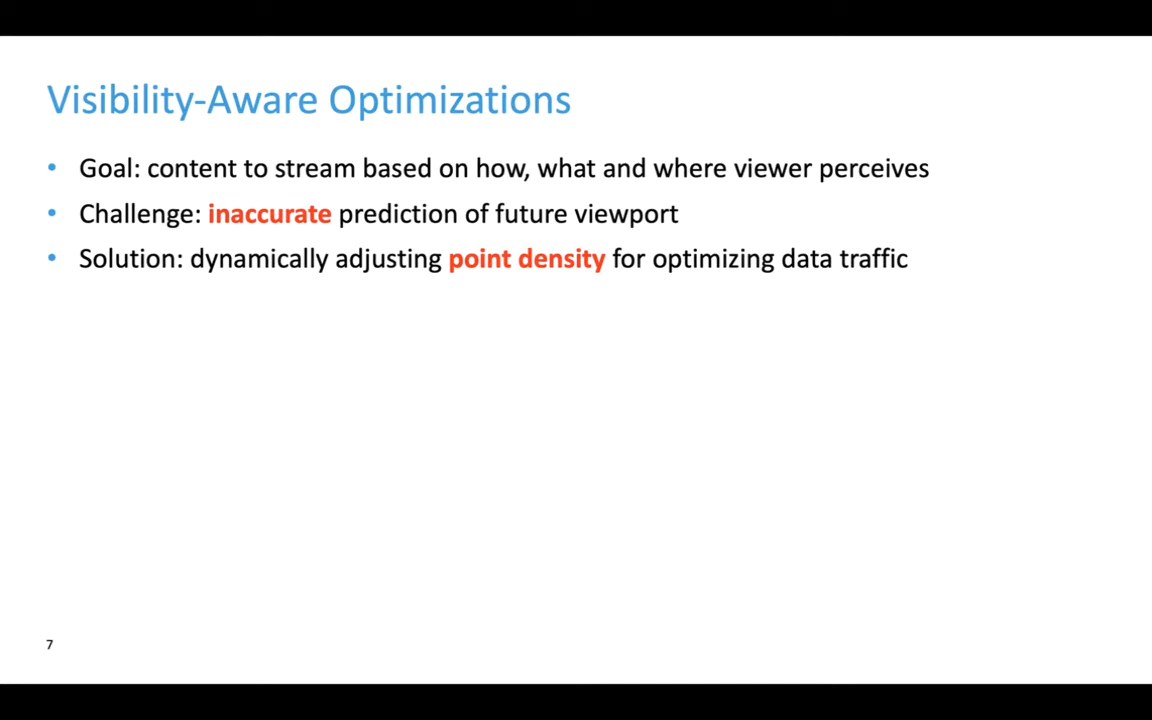 Visibility-Aware Optimizations
• Goal: content to stream based on how, what and where viewer perceives
• Challenge: inaccurate prediction of future viewport
• Solution: dynamically adjusting point density for optimizing data traffic
7